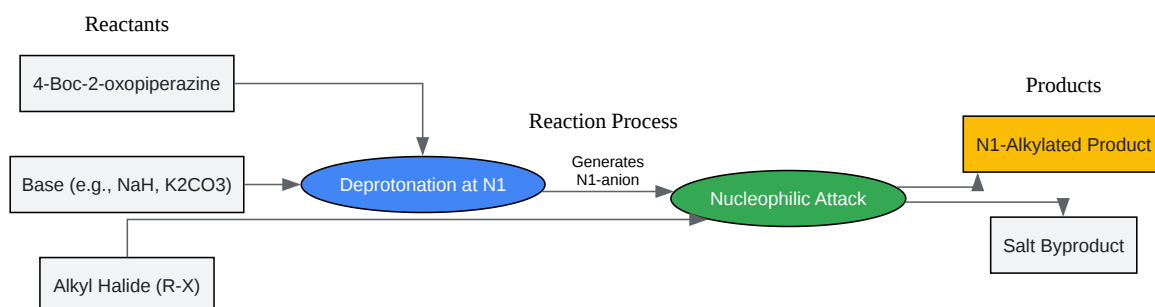 Reactants
4-Boc-2-oxopiperazine
Base (e.g., NaH, K2CO3)
Alkyl Halide (R-X)
Reaction Process
Deprotonation at N1
Generates
N1-anion
Nucleophilic Attack
Products
N1-Alkylated Product
Salt Byproduct